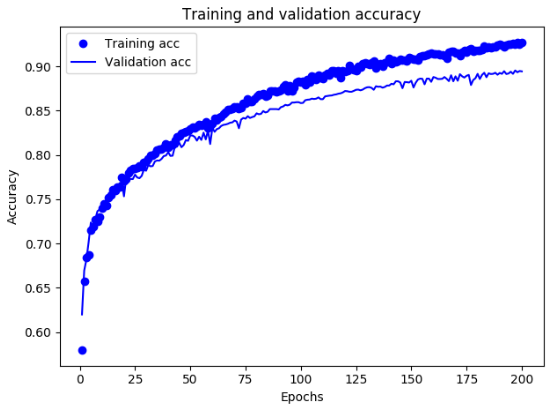 Training and validation accuracy
Training acc
Validation acc
Accuracy
0.90
0.85
0.80
0.75
0.70
0.65
0.60
0 25 50 75 100 125 150 175 200
Epochs